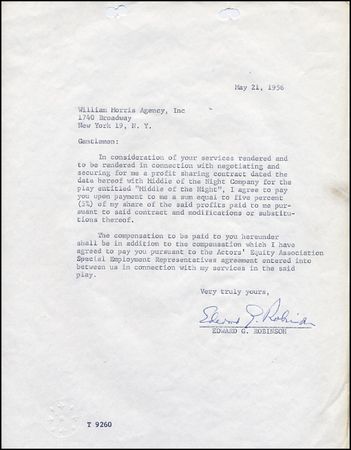 May 21, 1956
William Morris Agency, Inc
1740 Broadway
New York 19, N. Y.
Gentlemen:
In consideration of your services rendered and
to be rendered in connection with negotiating and
securing for me a profit sharing contract dated the
date hereof with Middle of the Night Company for the
play entitled "Middle of the Night", I agree to pay
you upon payment to me a sum equal to five percent
(5%) of my share of the said profits paid to me pur-
suant to said contract and modifications or substitu-
tions thereof.
The compensation to be paid to you hereunder
shall be in addition to the compensation which I have
agreed to pay you pursuant to the Actors' Equity Association
Special Employment Representatives agreement entered into
between us in connection with my services in the said
play.
Very truly yours,
Edward G. Robinson
EDWARD G. ROBINSON
T 9260